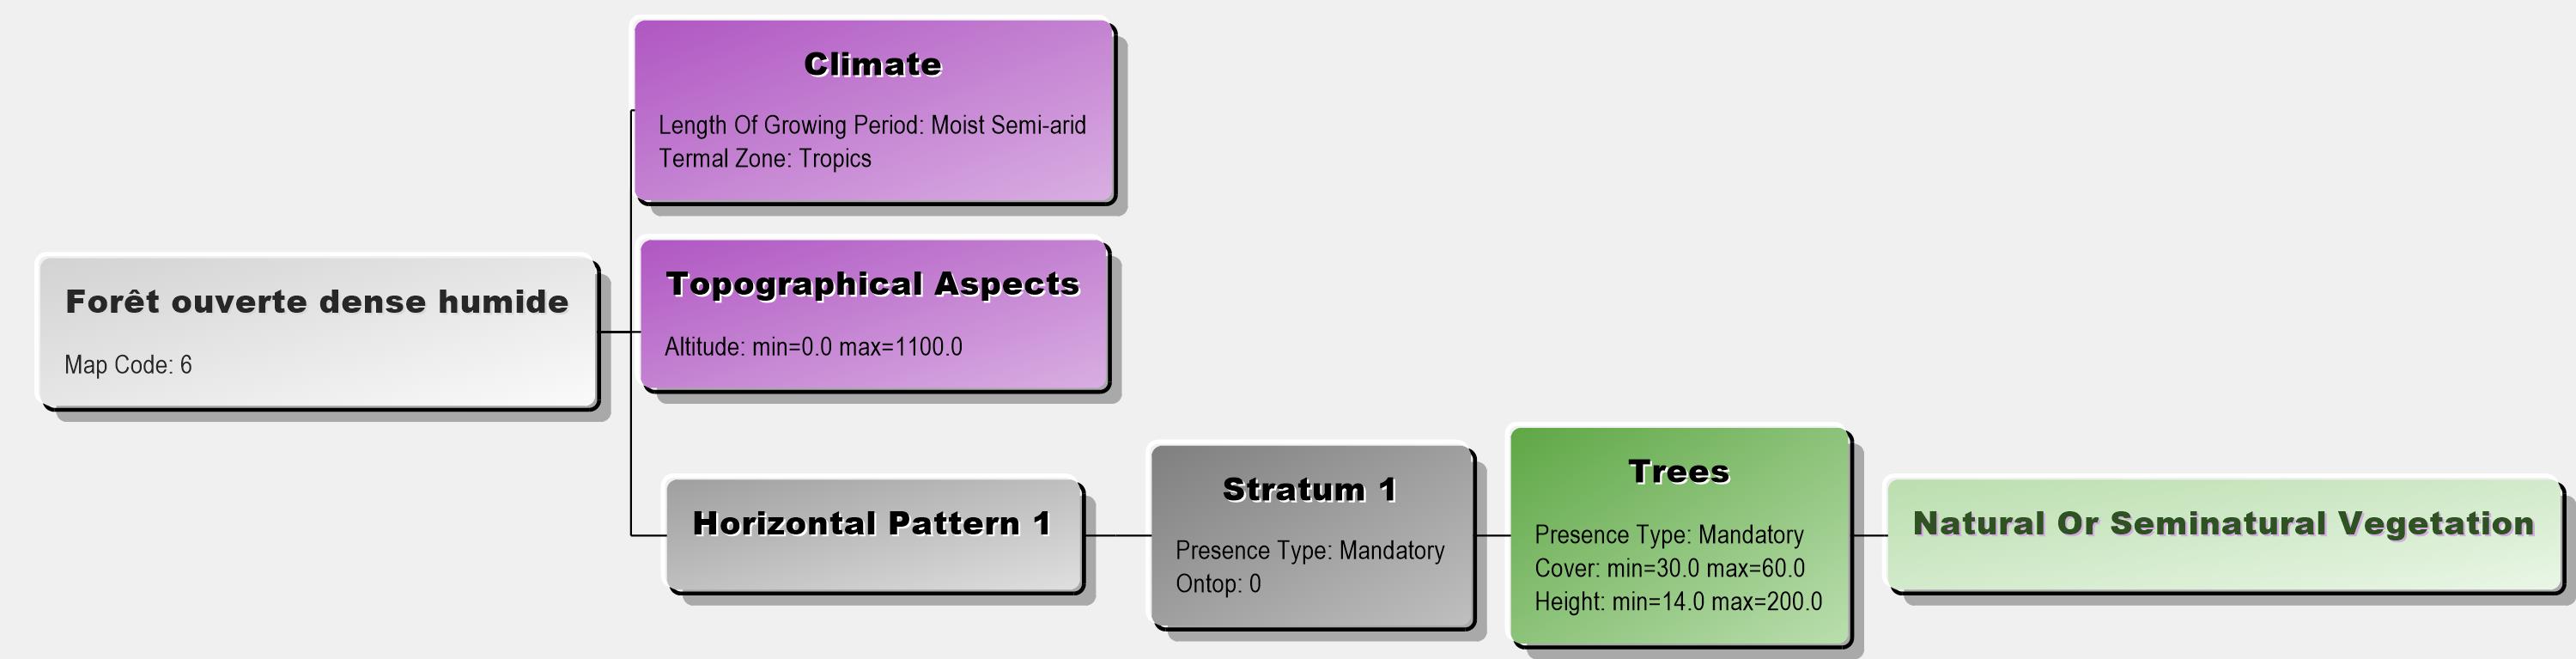 Climate
Length Of Growing Period: Moist Semi-arid
Termal Zone: Tropics
Forêt ouverte dense humide
Map Code: 6
Topographical Aspects
Altitude: min=0.0 max=1100.0
Horizontal Pattern 1
Stratum 1
Presence Type: Mandatory
Ontop: 0
Trees
Presence Type: Mandatory
Cover: min=30.0 max=60.0
Height: min=14.0 max=200.0
Natural Or Seminatural Vegetation